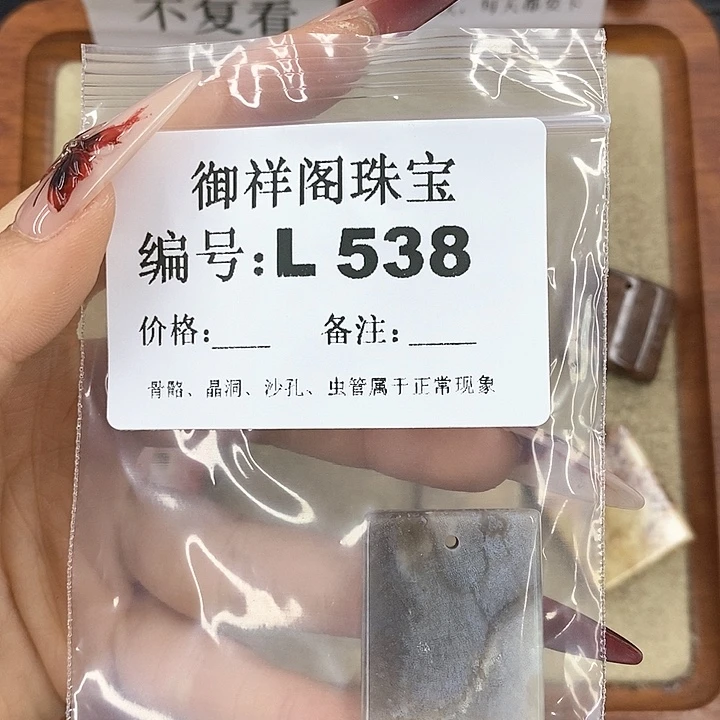 不复看
御祥阁珠宝
编号:L 538
价格:____ 备注:_____
骨骼、晶洞、沙孔、虫管属于正常现象